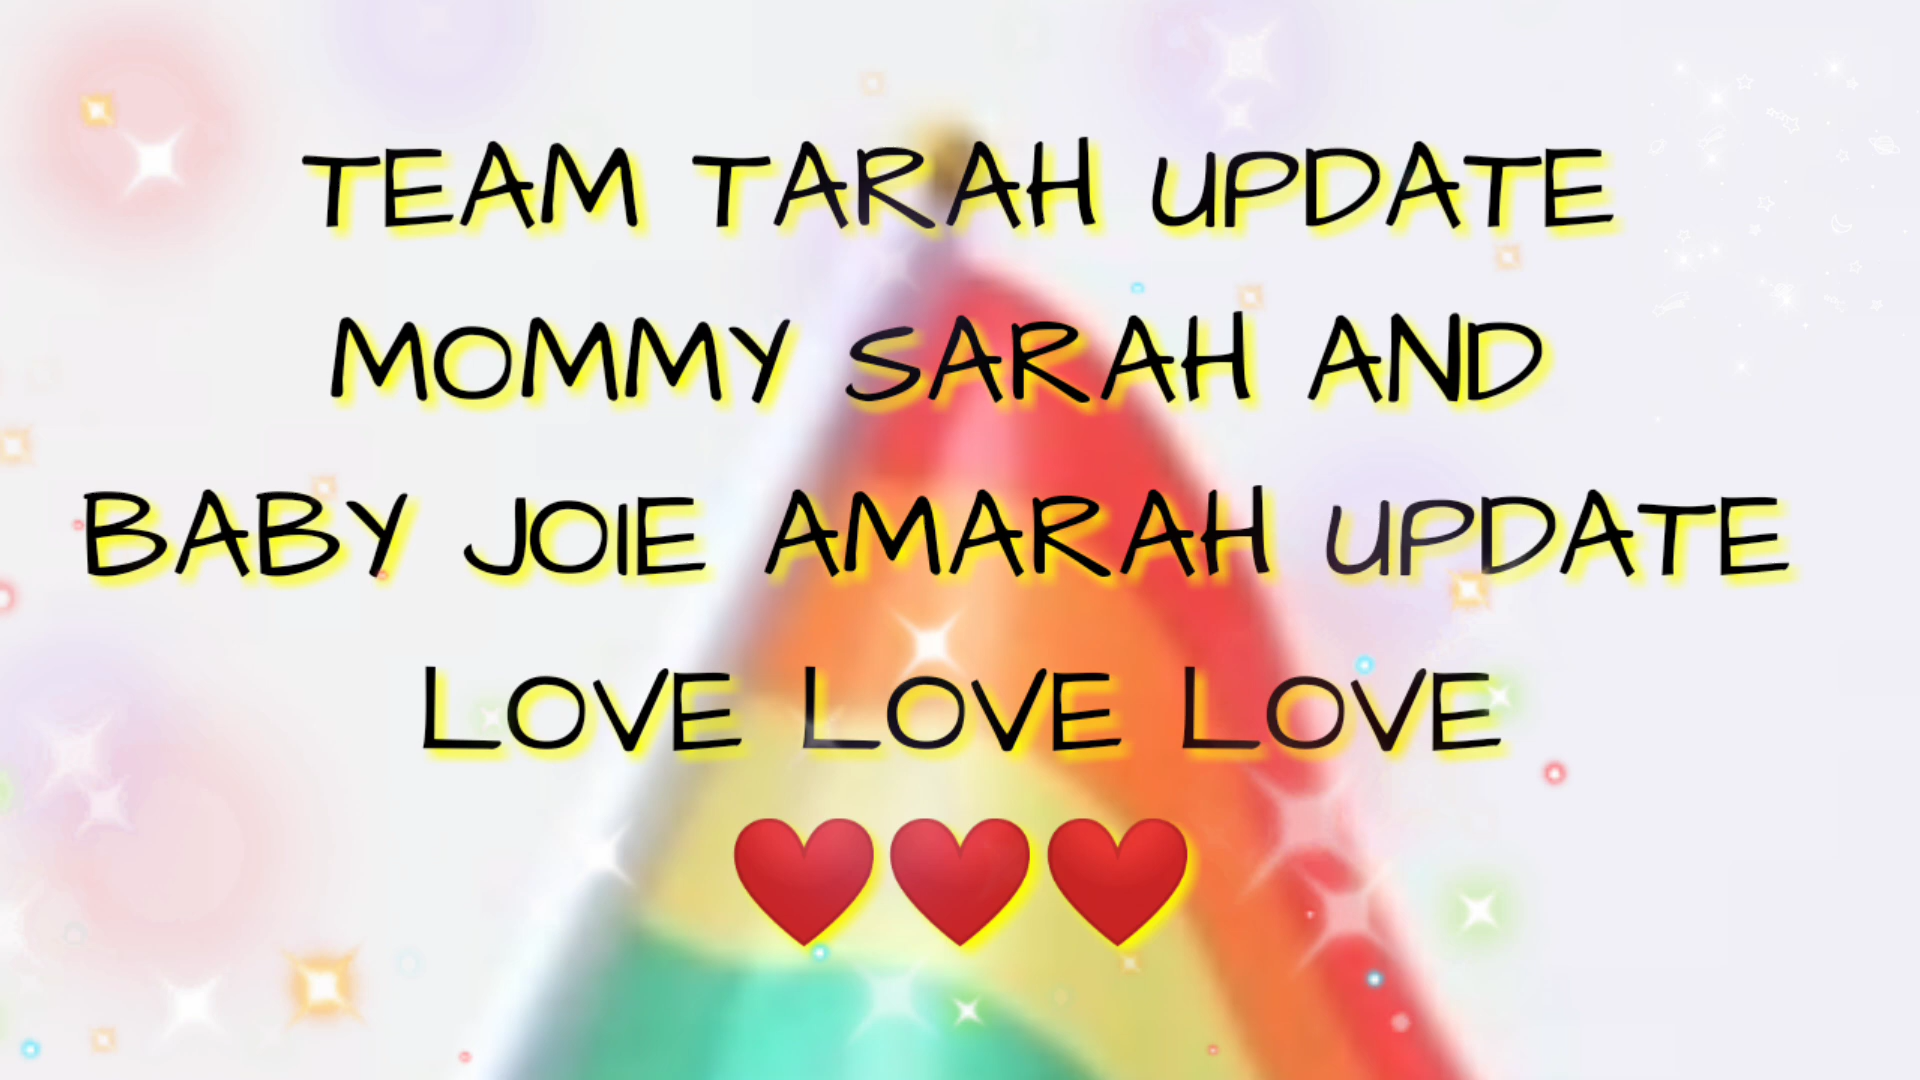 TEAM TARAH UPDATE
MOMMY SARAH AND
BABY JOIE AMARAH UPDATE
LOVE LOVE LOVE
❤️❤️❤️